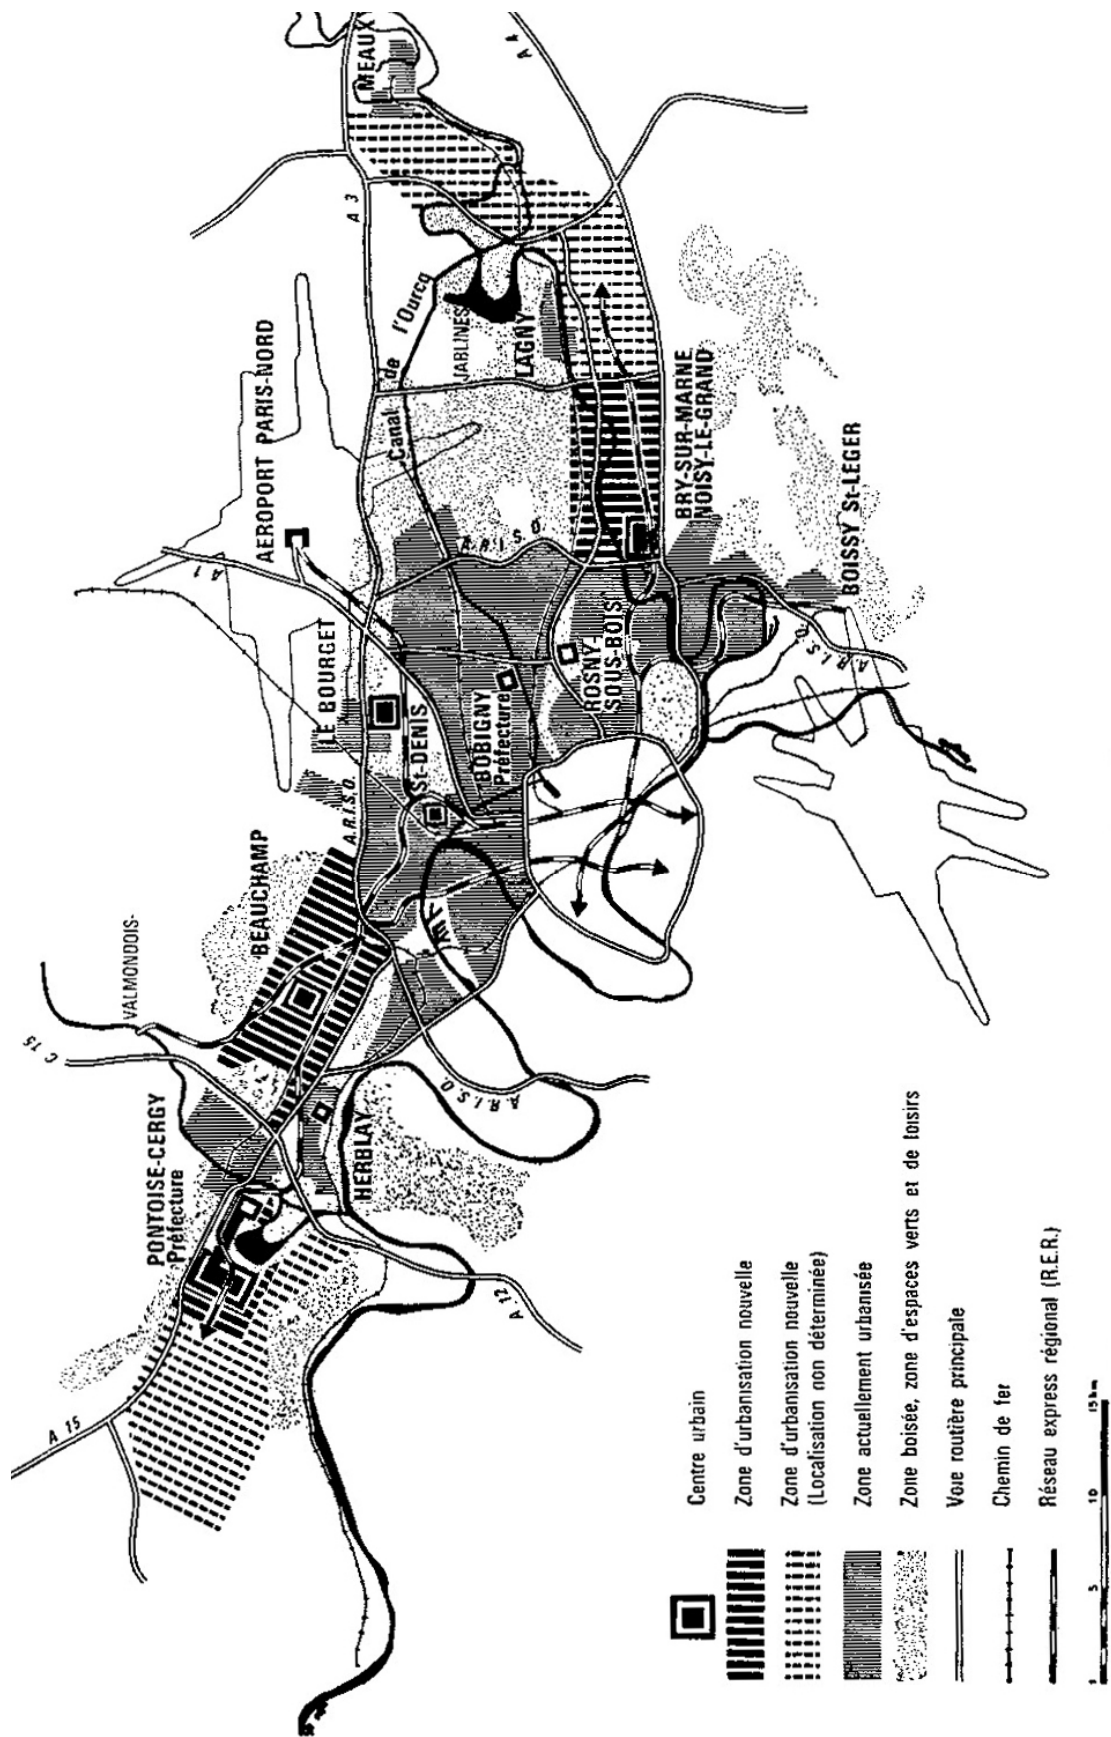 PONTOISE-CERGY
Préfecture
C 15
VALMONDOIS-
BEAUCHAMP
LE BOURGET
AEROPORT PARIS-NORD
A 1
A 3
MEAUX
A 4
A 15
HERBLAY
A.R.I.S.O.
St-DENIS
BOBIGNY
Préfecture
Canal de l'Ourcq
JABLINES
LAGNY
A.R.I.S.O.
ROSNY-
SOUS-BOIS
BRY-SUR-MARNE
NOISY-LE-GRAND
BOISSY St-LEGER
A.R.I.S.O.
A.R.I.S.O.
A 12
Centre urbain
Zone d'urbanisation nouvelle
Zone d'urbanisation nouvelle
(Localisation non déterminée)
Zone actuellement urbanisée
Zone boisée, zone d'espaces verts et de loisirs
Voie routière principale
Chemin de fer
Réseau express régional (R.E.R.)
5 10 15 km